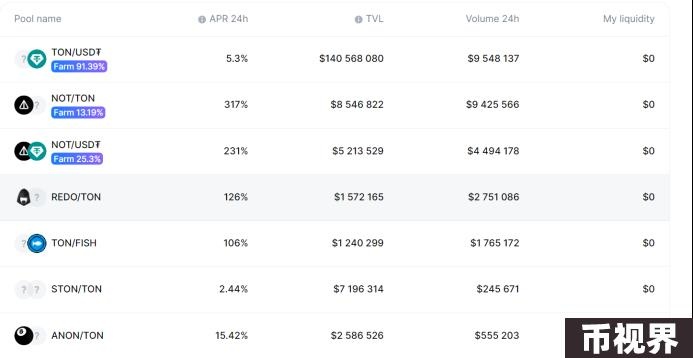 Pool name APR 24h TVL Volume 24h My liquidity
TON/USD₮ 5.3% $140 568 080 $9 548 137 $0
Farm 91.39%
NOT/TON 317% $8 546 822 $9 425 566 $0
Farm 13.19%
NOT/USD₮ 231% $5 213 529 $4 494 178 $0
Farm 25.3%
REDO/TON 126% $1 572 165 $2 751 086 $0
TON/FISH 106% $1 240 299 $1 765 172 $0
STON/TON 2.44% $7 196 314 $245 671 $0
ANON/TON 15.42% $2 586 526 $555 203 $0
币视界